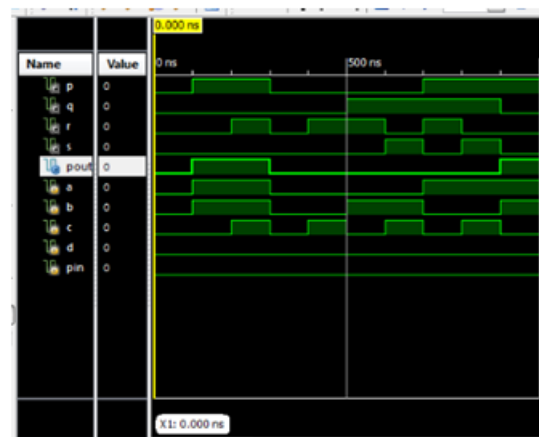 0.000 ns
Name Value 0 ns 500 ns
p 0
q 0
r 0
s 0
pout 0
a 0
b 0
c 0
d 0
pin 0
X1: 0.000 ns